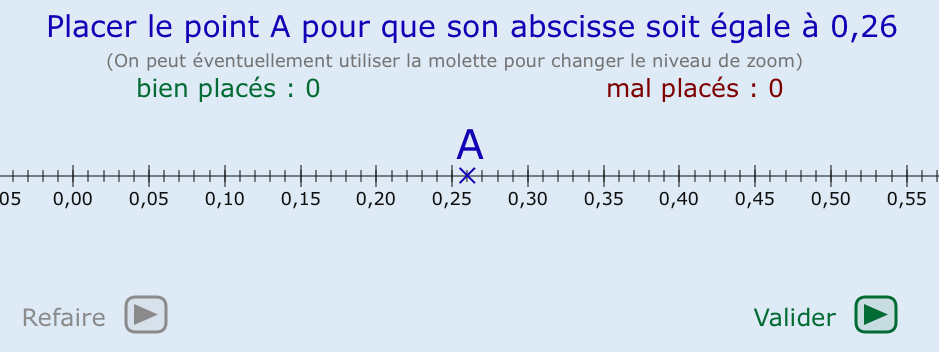 Placer le point A pour que son abscisse soit égale à 0,26
(On peut éventuellement utiliser la molette pour changer le niveau de zoom)
bien placés : 0 mal placés : 0
A
05 0,00 0,05 0,10 0,15 0,20 0,25 0,30 0,35 0,40 0,45 0,50 0,55
Refaire Valider